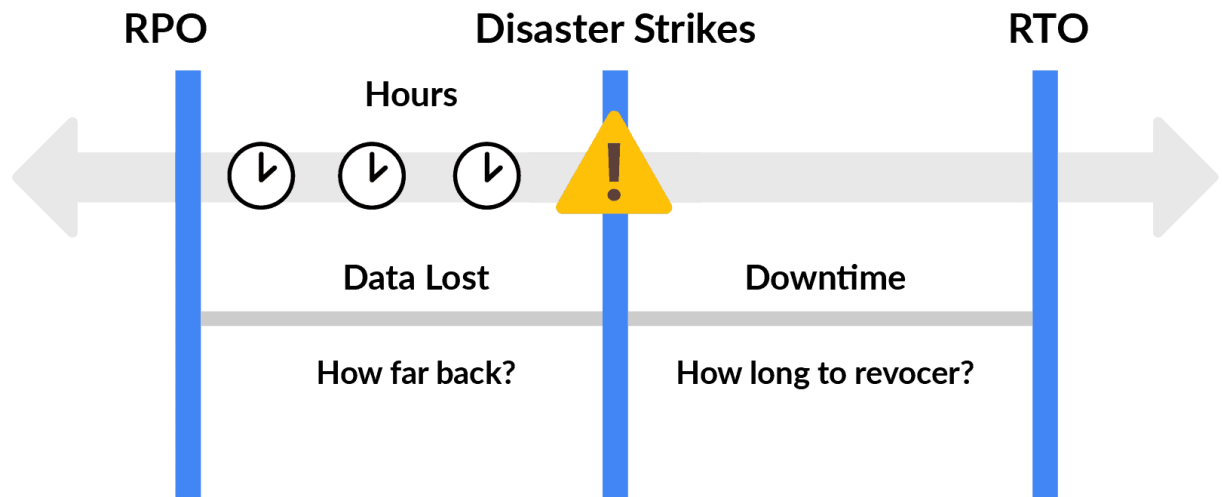 RPO
Disaster Strikes
RTO
Hours
!
Data Lost
Downtime
How far back?
How long to revocer?